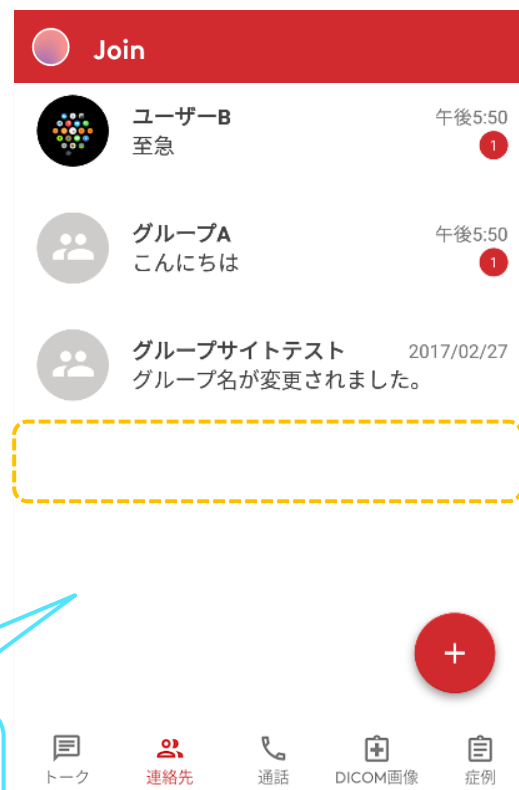 Join
ユーザーB
午後5:50
至急
1
グループA
午後5:50
こんにちは
1
グループサイトテスト
2017/02/27
グループ名が変更されました。
+
トーク
連絡先
通話
DICOM画像
症例